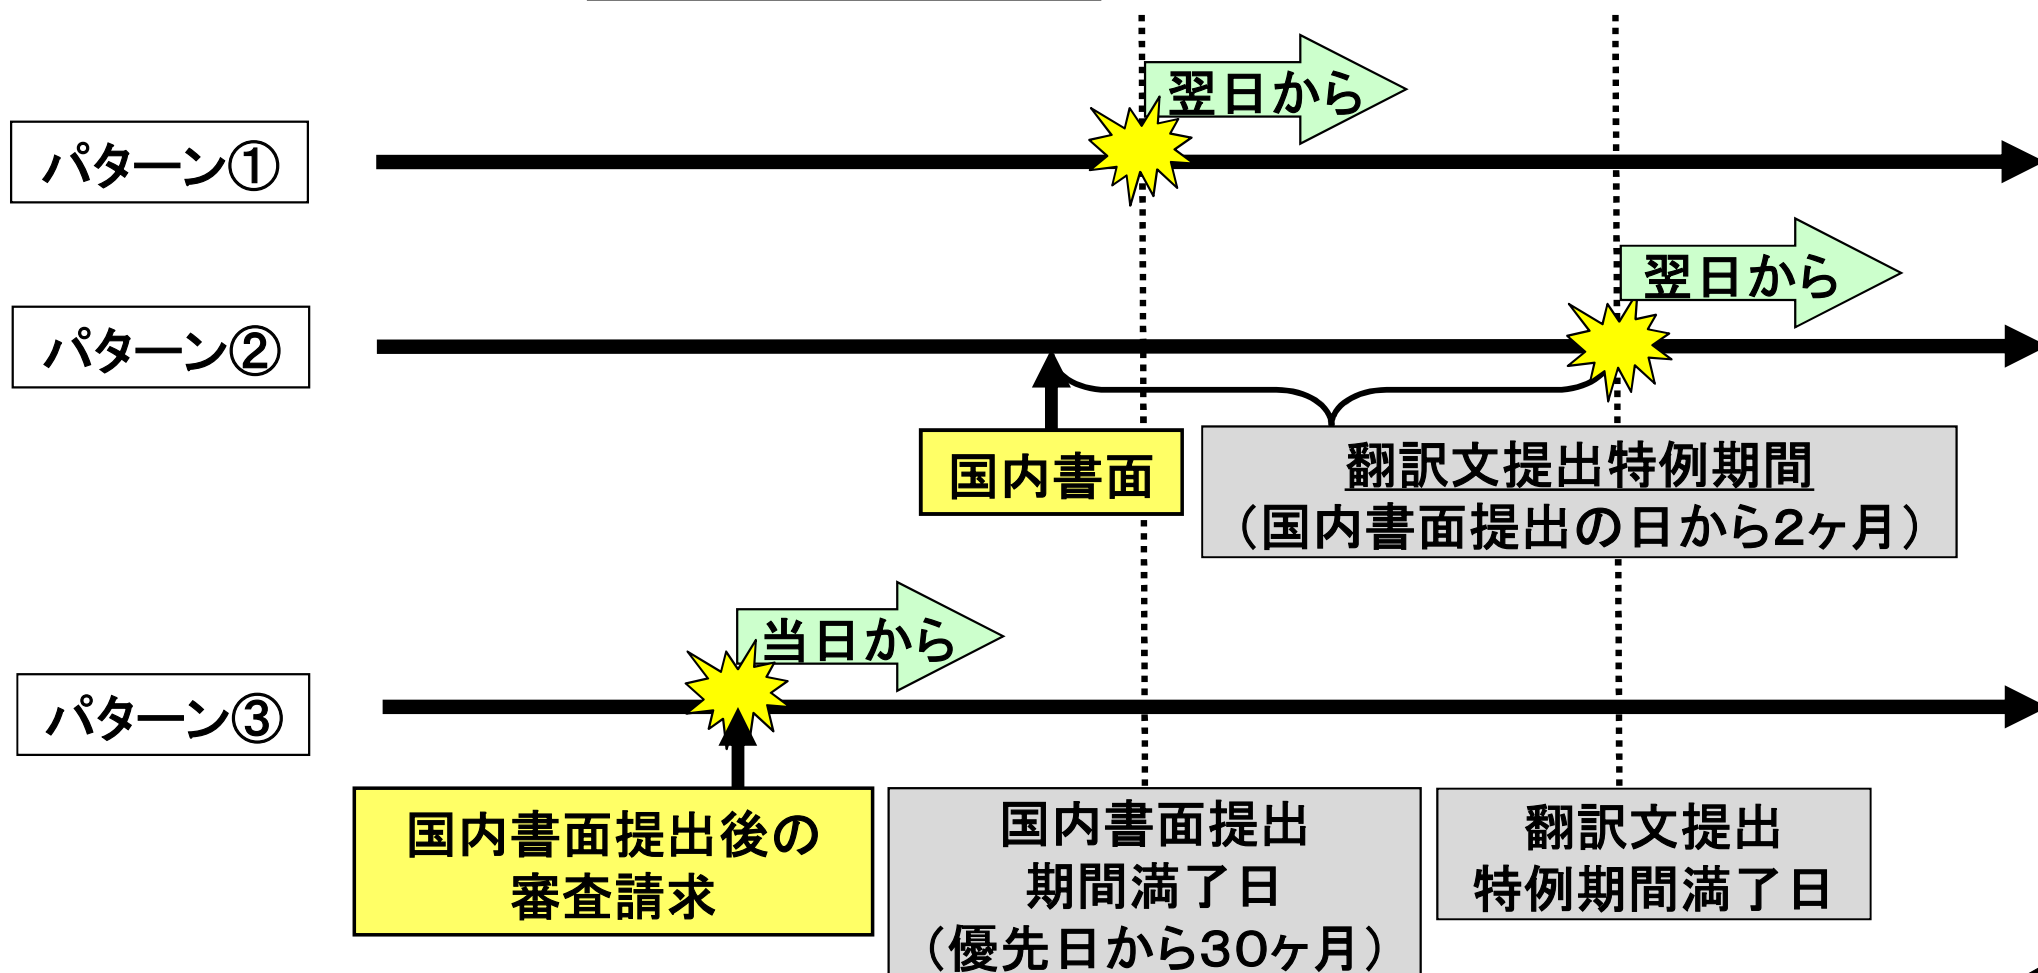 翌日から
パターン①
翌日から
パターン②
国内書面
翻訳文提出特例期間
（国内書面提出の日から2ヶ月）
当日から
パターン③
国内書面提出後の
審査請求
国内書面提出
期間満了日
（優先日から30ヶ月）
翻訳文提出
特例期間満了日